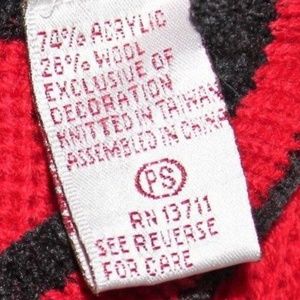 74% ACRYLIC
26% WOOL
EXCLUSIVE OF
DECORATION
KNITTED IN TAIWAN
ASSEMBLED IN CHINA
PS
RN 13711
SEE REVERSE
FOR CARE